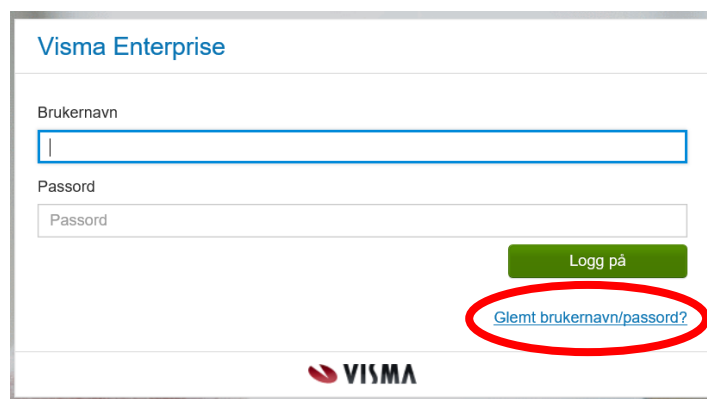 Visma Enterprise
Brukernavn
Passord
Passord
Logg på
Glemt brukernavn/passord?
VISMA